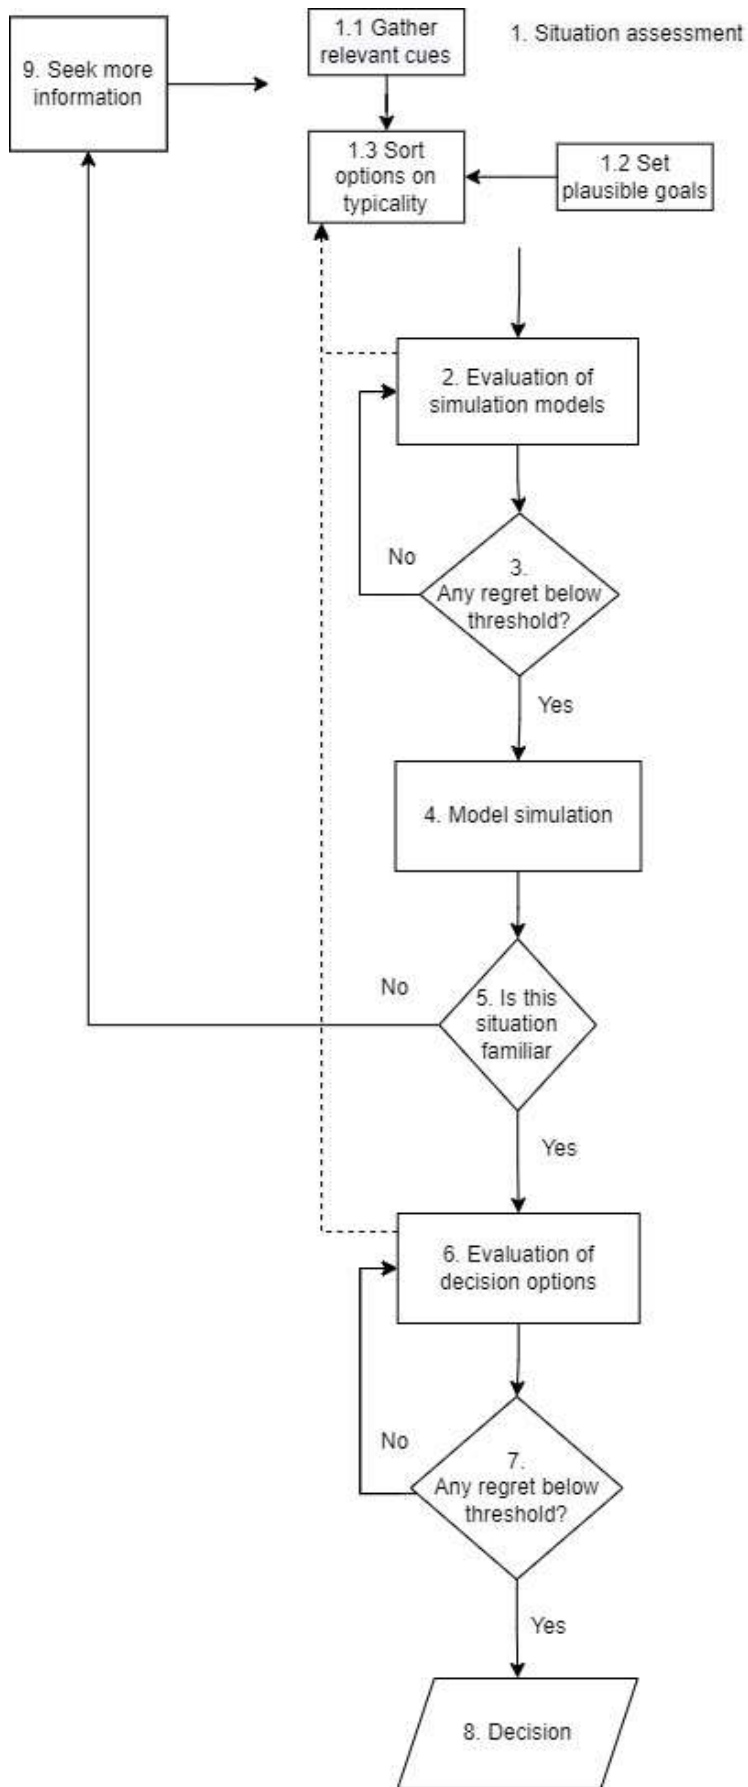 1. Situation assessment
9. Seek more
information
1.1 Gather
relevant cues
1.3 Sort
options on
typicality
1.2 Set
plausible goals
2. Evaluation of
simulation models
No
3.
Any regret below
threshold?
Yes
4. Model simulation
No
5. Is this
situation
familiar
Yes
6. Evaluation of
decision options
No
7.
Any regret below
threshold?
Yes
8. Decision